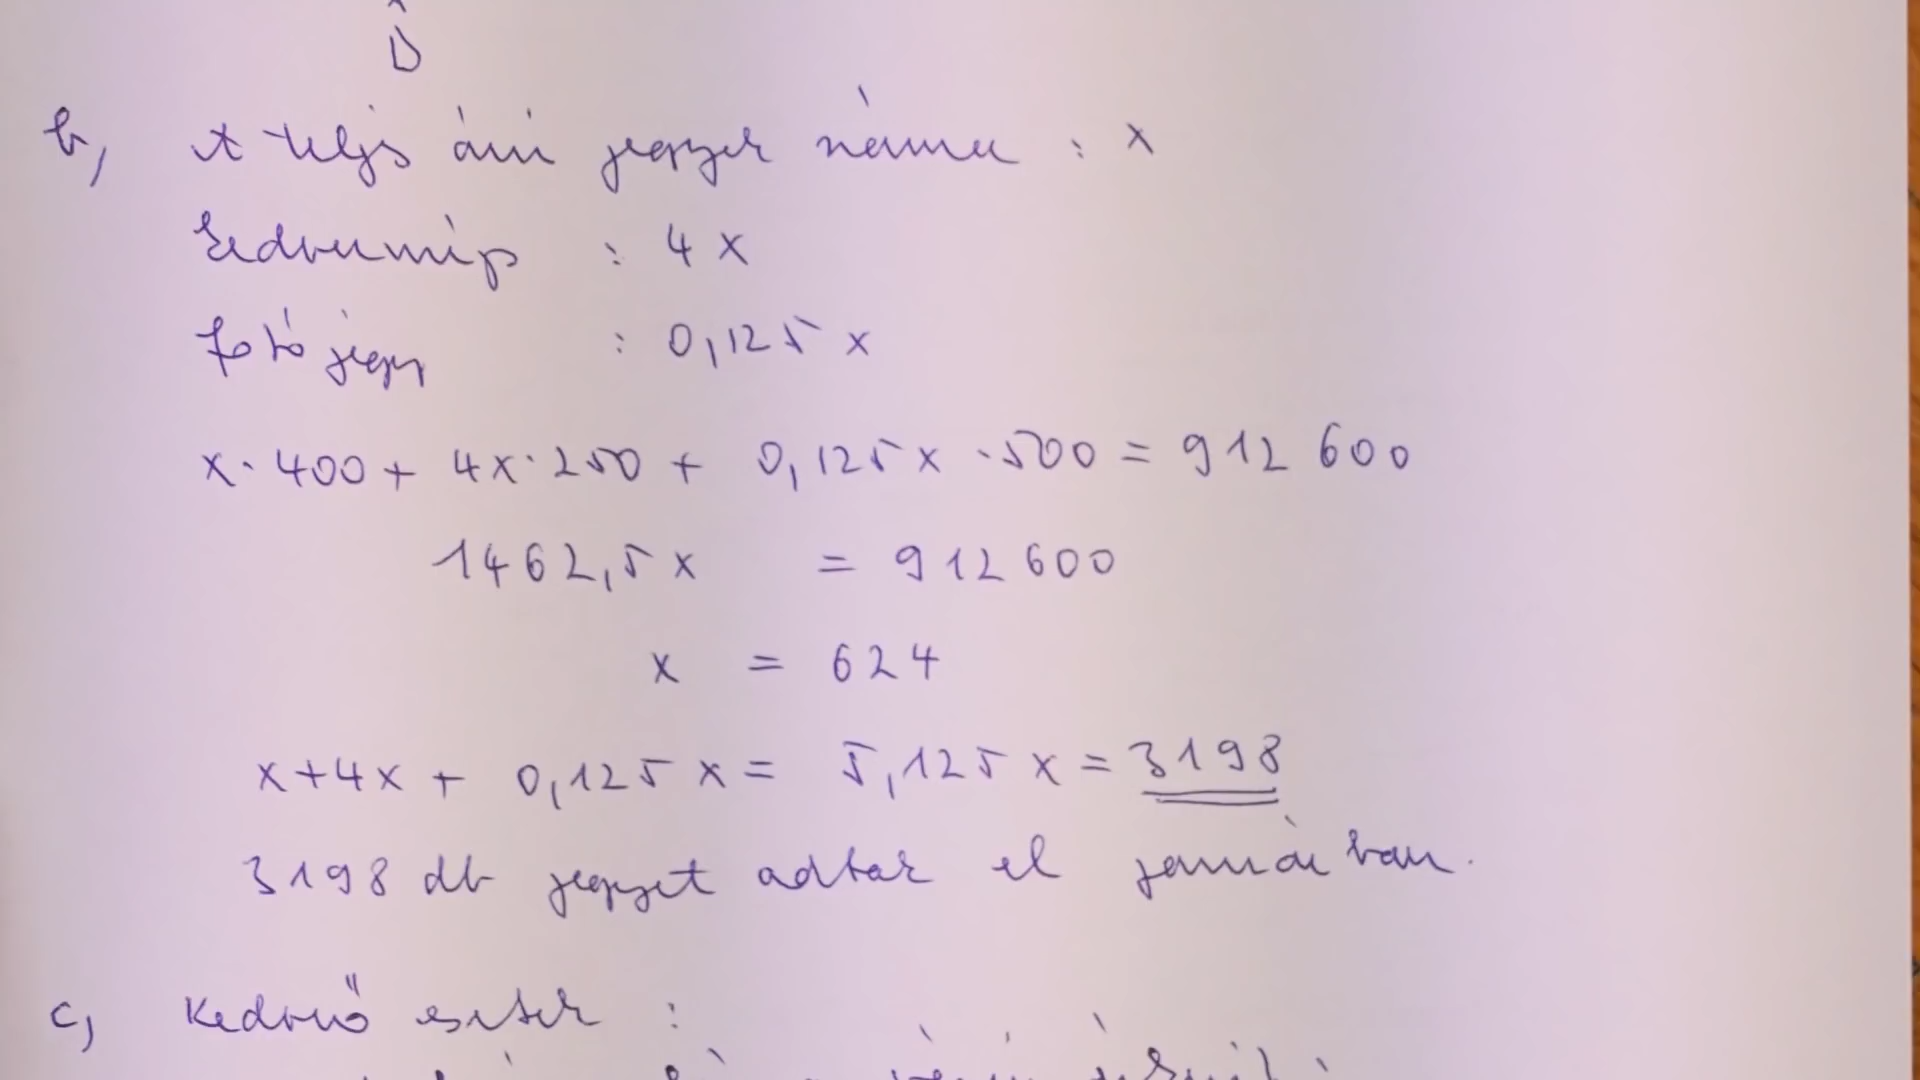 D
b, A teljes árú jegyek száma : x
Kedvezményes : 4x
fotójegy : 0,125 x
x · 400 + 4x · 250 + 0,125 x · 500 = 912 600
1462,5 x = 912 600
x = 624
x + 4x + 0,125 x = 5,125 x = 3198
3198 db jegyet adtak el januárban.
c, Kedvező esetek :